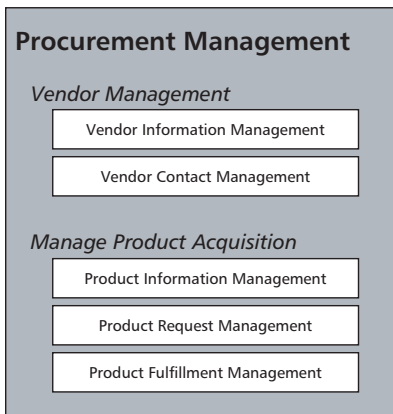 Procurement Management
Vendor Management
Vendor Information Management
Vendor Contact Management
Manage Product Acquisition
Product Information Management
Product Request Management
Product Fulfillment Management